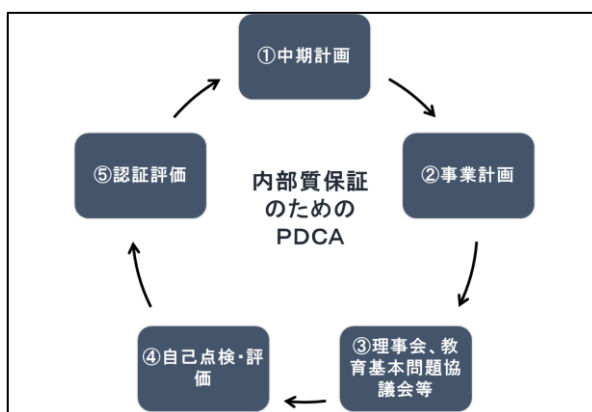 ①中期計画
②事業計画
③理事会、教
育基本問題協
議会等
④自己点検・評
価
⑤認証評価
内部質保証
のための
PDCA